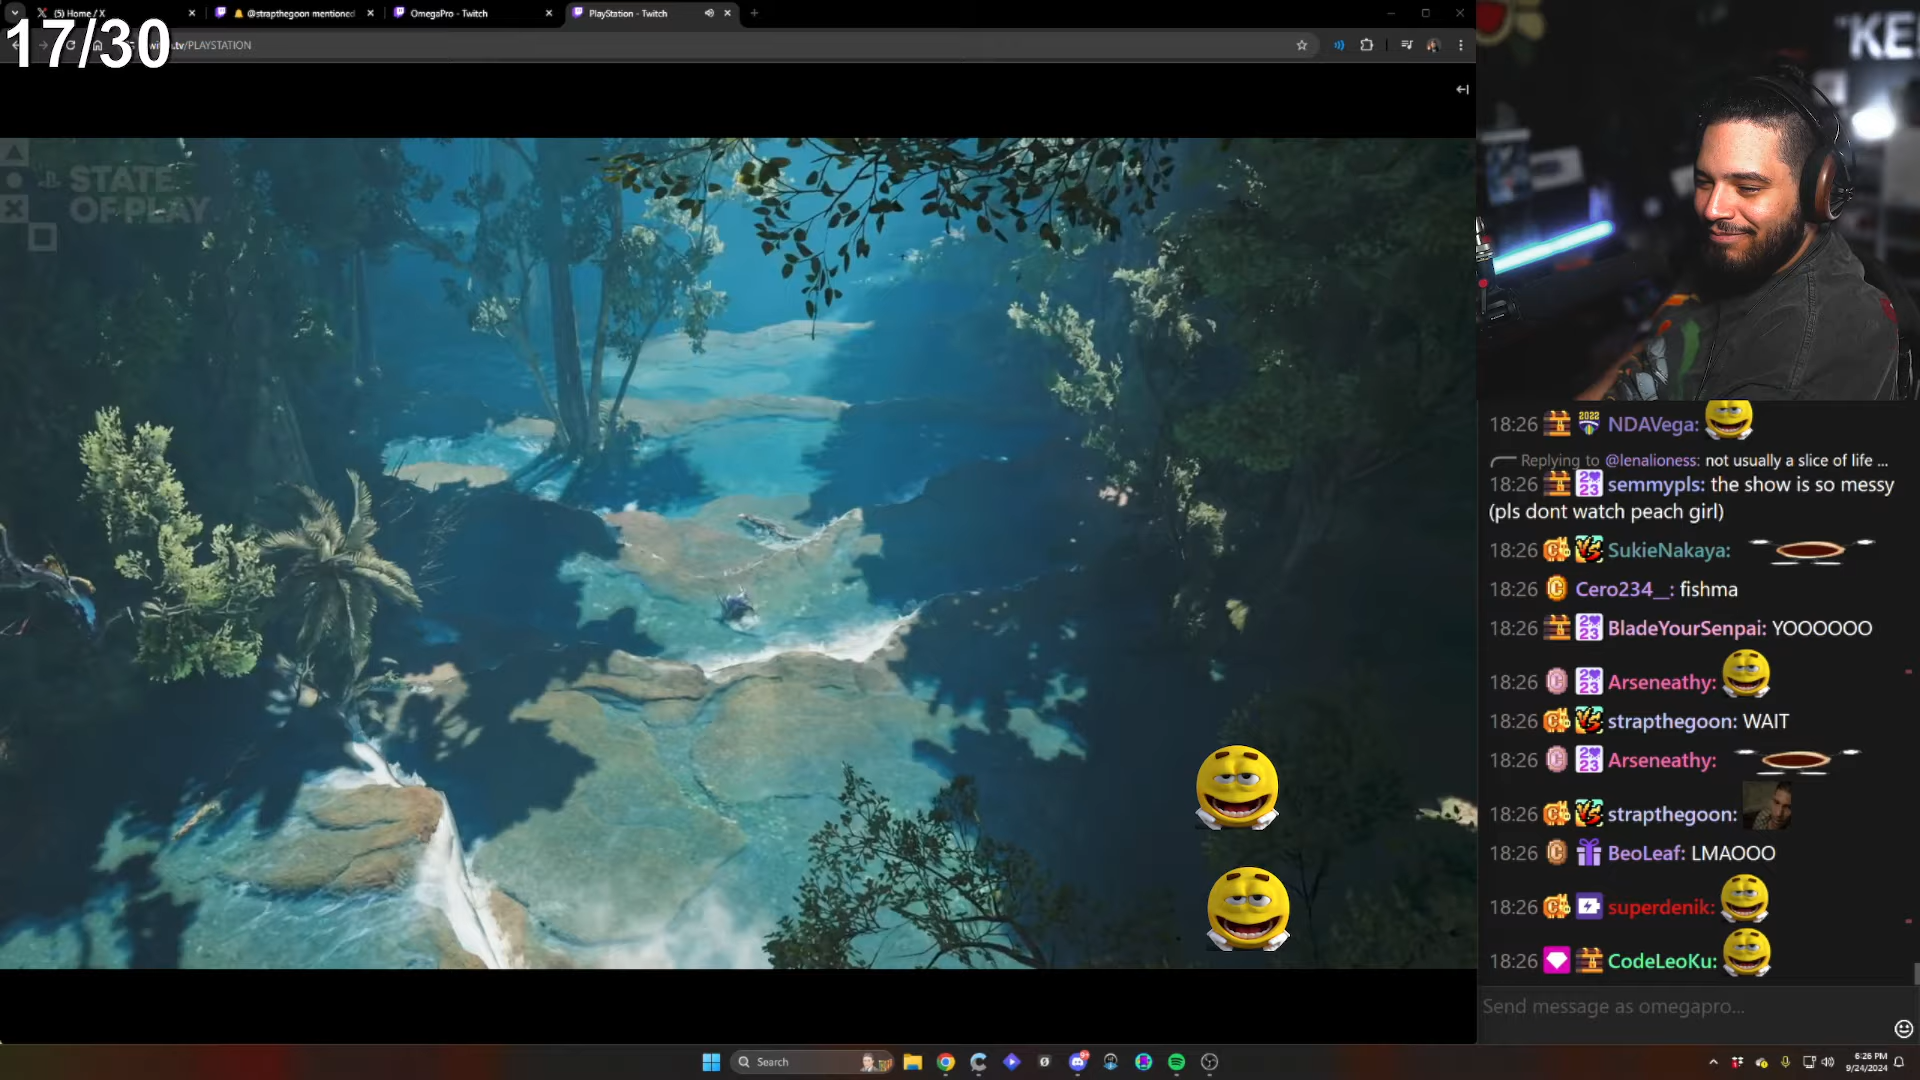 17/30
(5) Home / X
@strapthegoon mentioned
OmegaPro - Twitch
PlayStation - Twitch
tv/PLAYSTATION
STATE
OF PLAY
"KE
18:26 2022 NDAVega:
Replying to @lenalioness: not usually a slice of life ...
18:26 semmypls: the show is so messy
(pls dont watch peach girl)
18:26 SukieNakaya:
18:26 Cero234__: fishma
18:26 BladeYourSenpai: YOOOOOO
18:26 Arseneathy:
18:26 strapthegoon: WAIT
18:26 Arseneathy:
18:26 strapthegoon:
18:26 BeoLeaf: LMAOOO
18:26 superdenik:
18:26 CodeLeoKu:
Send message as omegapro...
Search
6:26 PM
9/24/2024